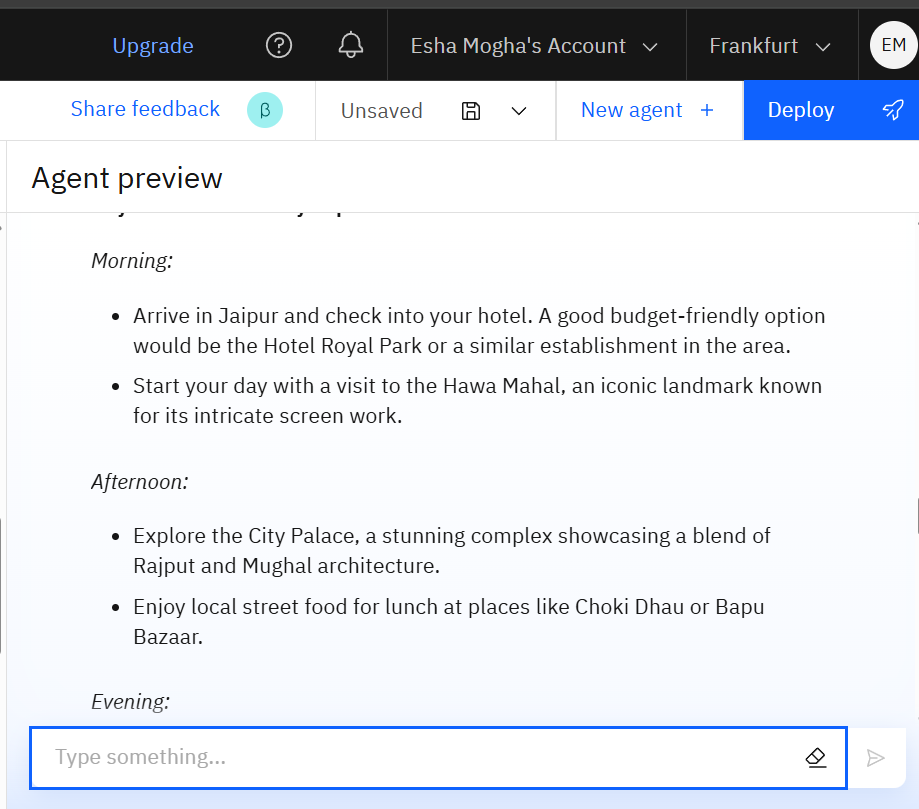 Upgrade
Esha Mogha's Account
Frankfurt
EM
Share feedback
β
Unsaved
New agent +
Deploy
Agent preview
Morning:
• Arrive in Jaipur and check into your hotel. A good budget-friendly option
would be the Hotel Royal Park or a similar establishment in the area.
• Start your day with a visit to the Hawa Mahal, an iconic landmark known
for its intricate screen work.
Afternoon:
• Explore the City Palace, a stunning complex showcasing a blend of
Rajput and Mughal architecture.
• Enjoy local street food for lunch at places like Choki Dhau or Bapu
Bazaar.
Evening:
Type something...